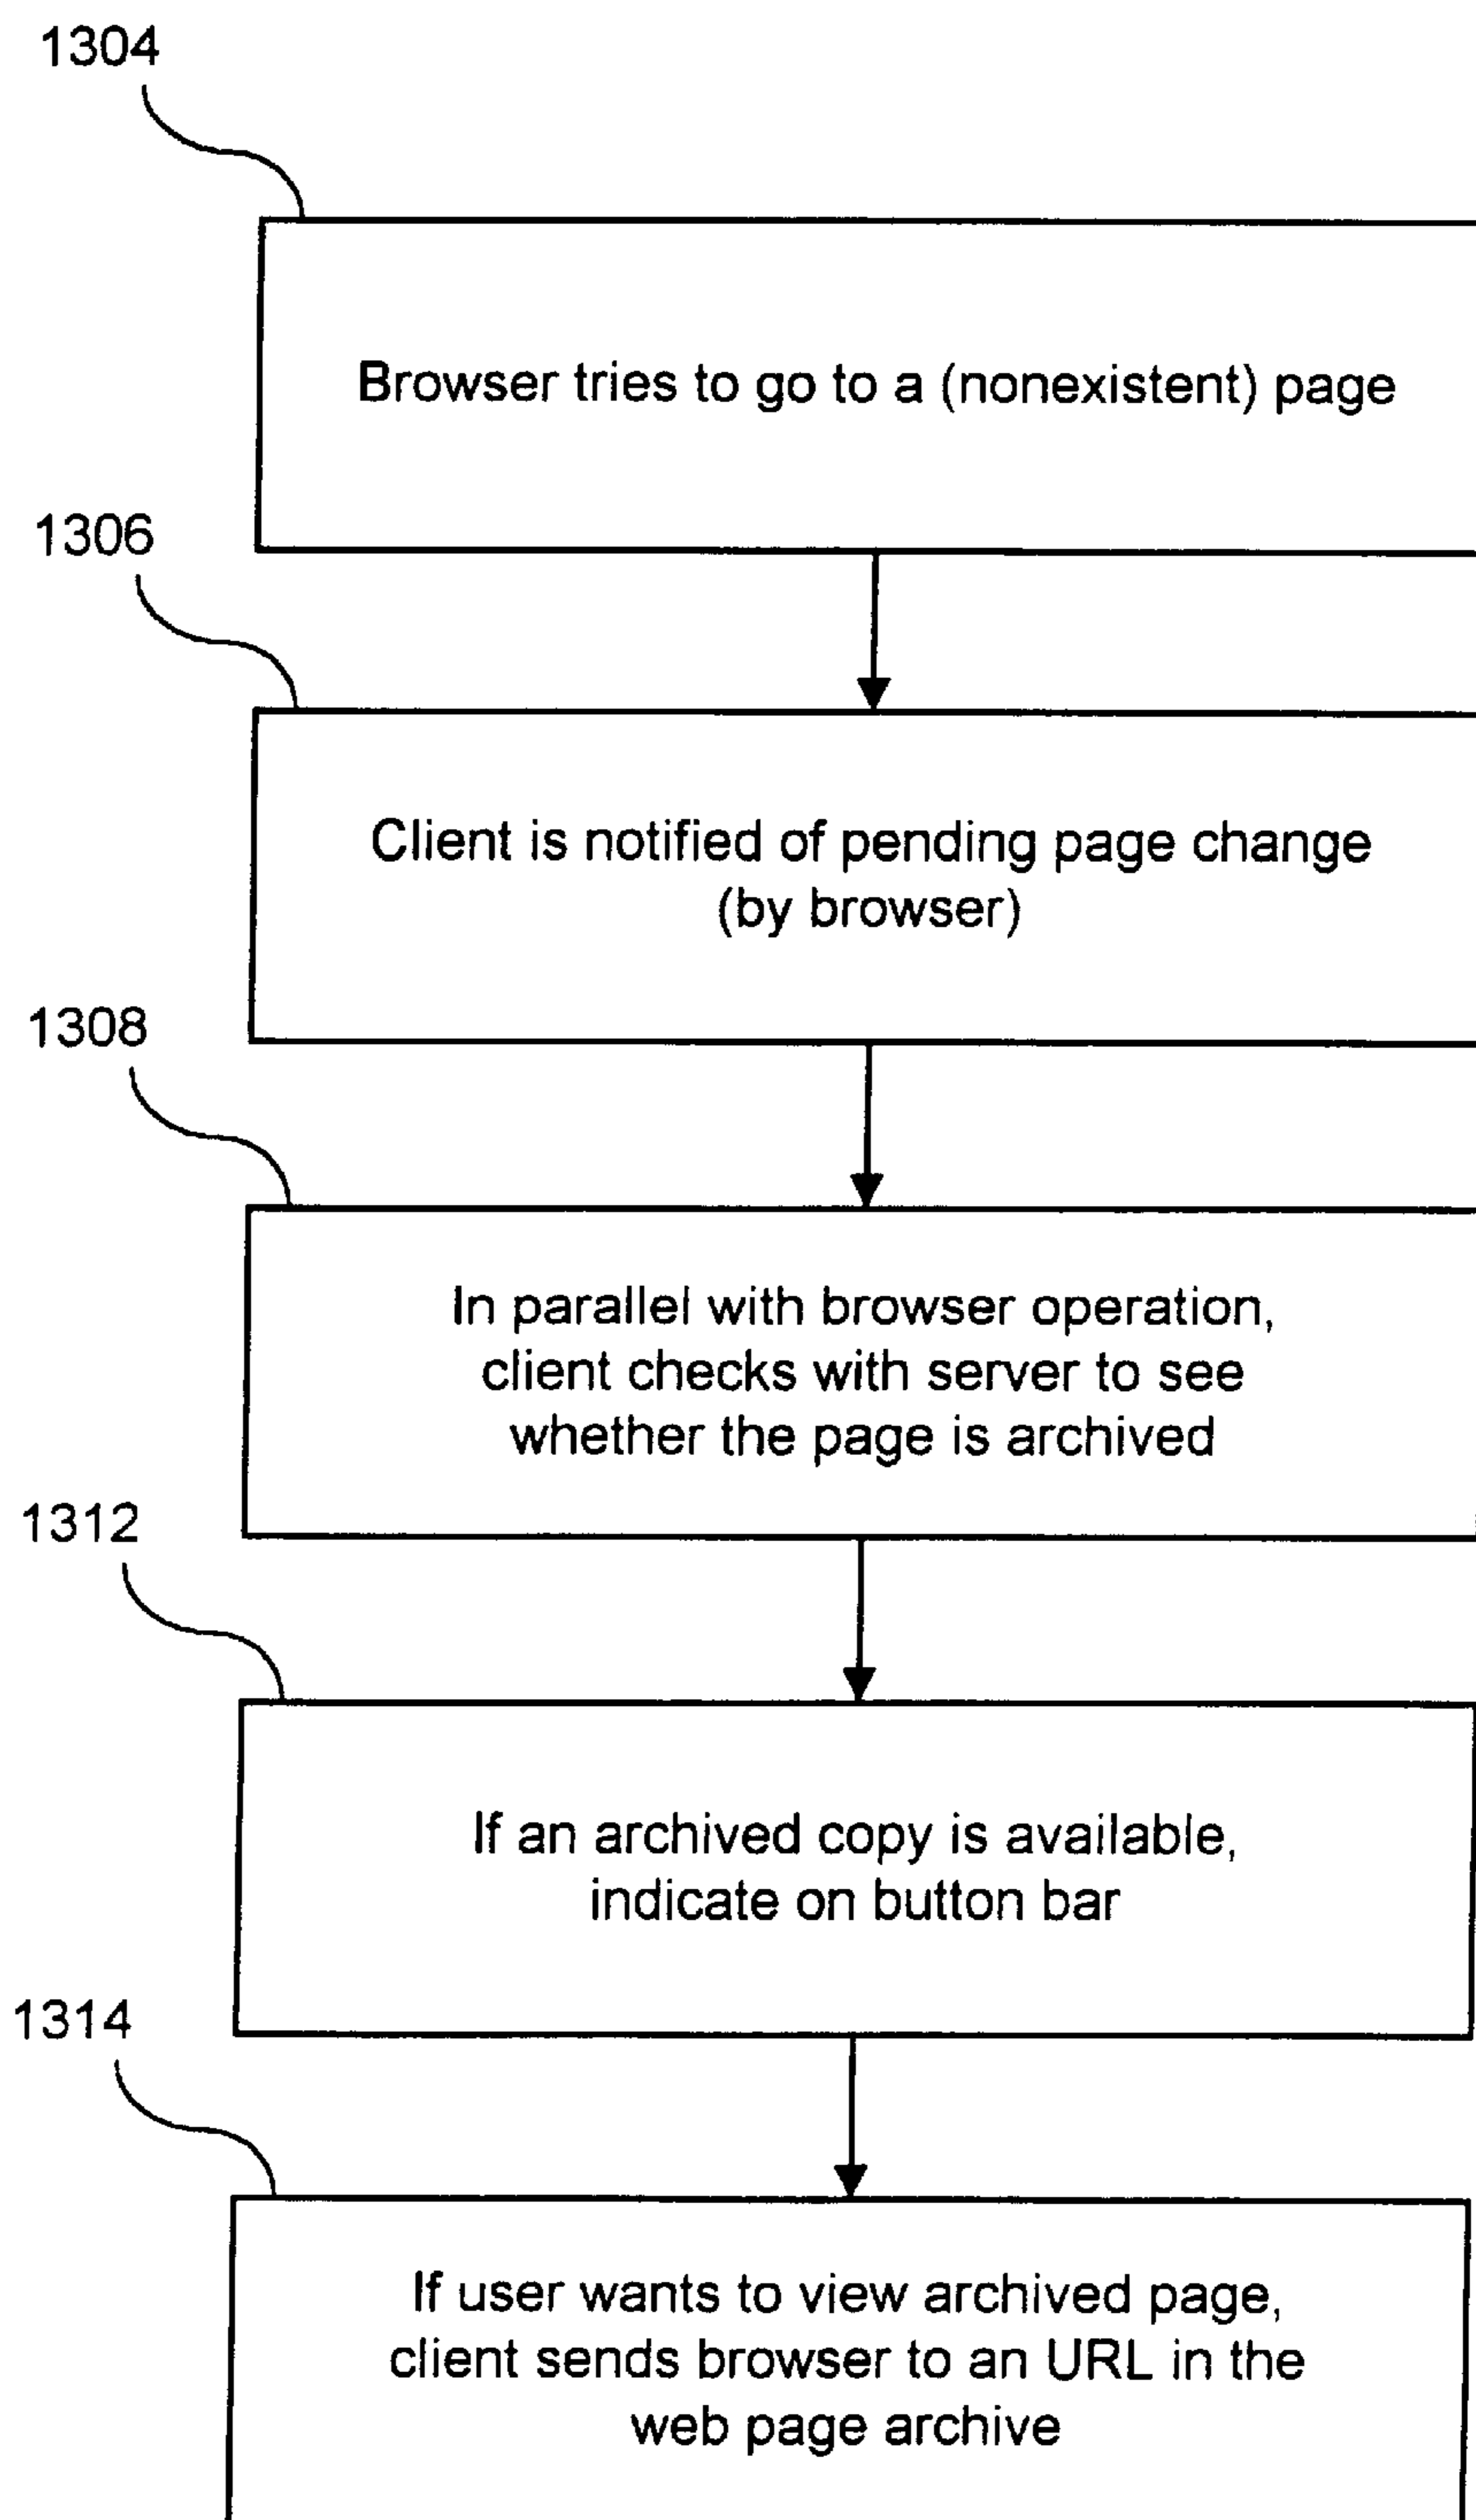 1304
Browser tries to go to a (nonexistent) page
1306
Client is notified of pending page change
(by browser)
1308
In parallel with browser operation,
client checks with server to see
whether the page is archived
1312
If an archived copy is available,
indicate on button bar
1314
If user wants to view archived page,
client sends browser to an URL in the
web page archive